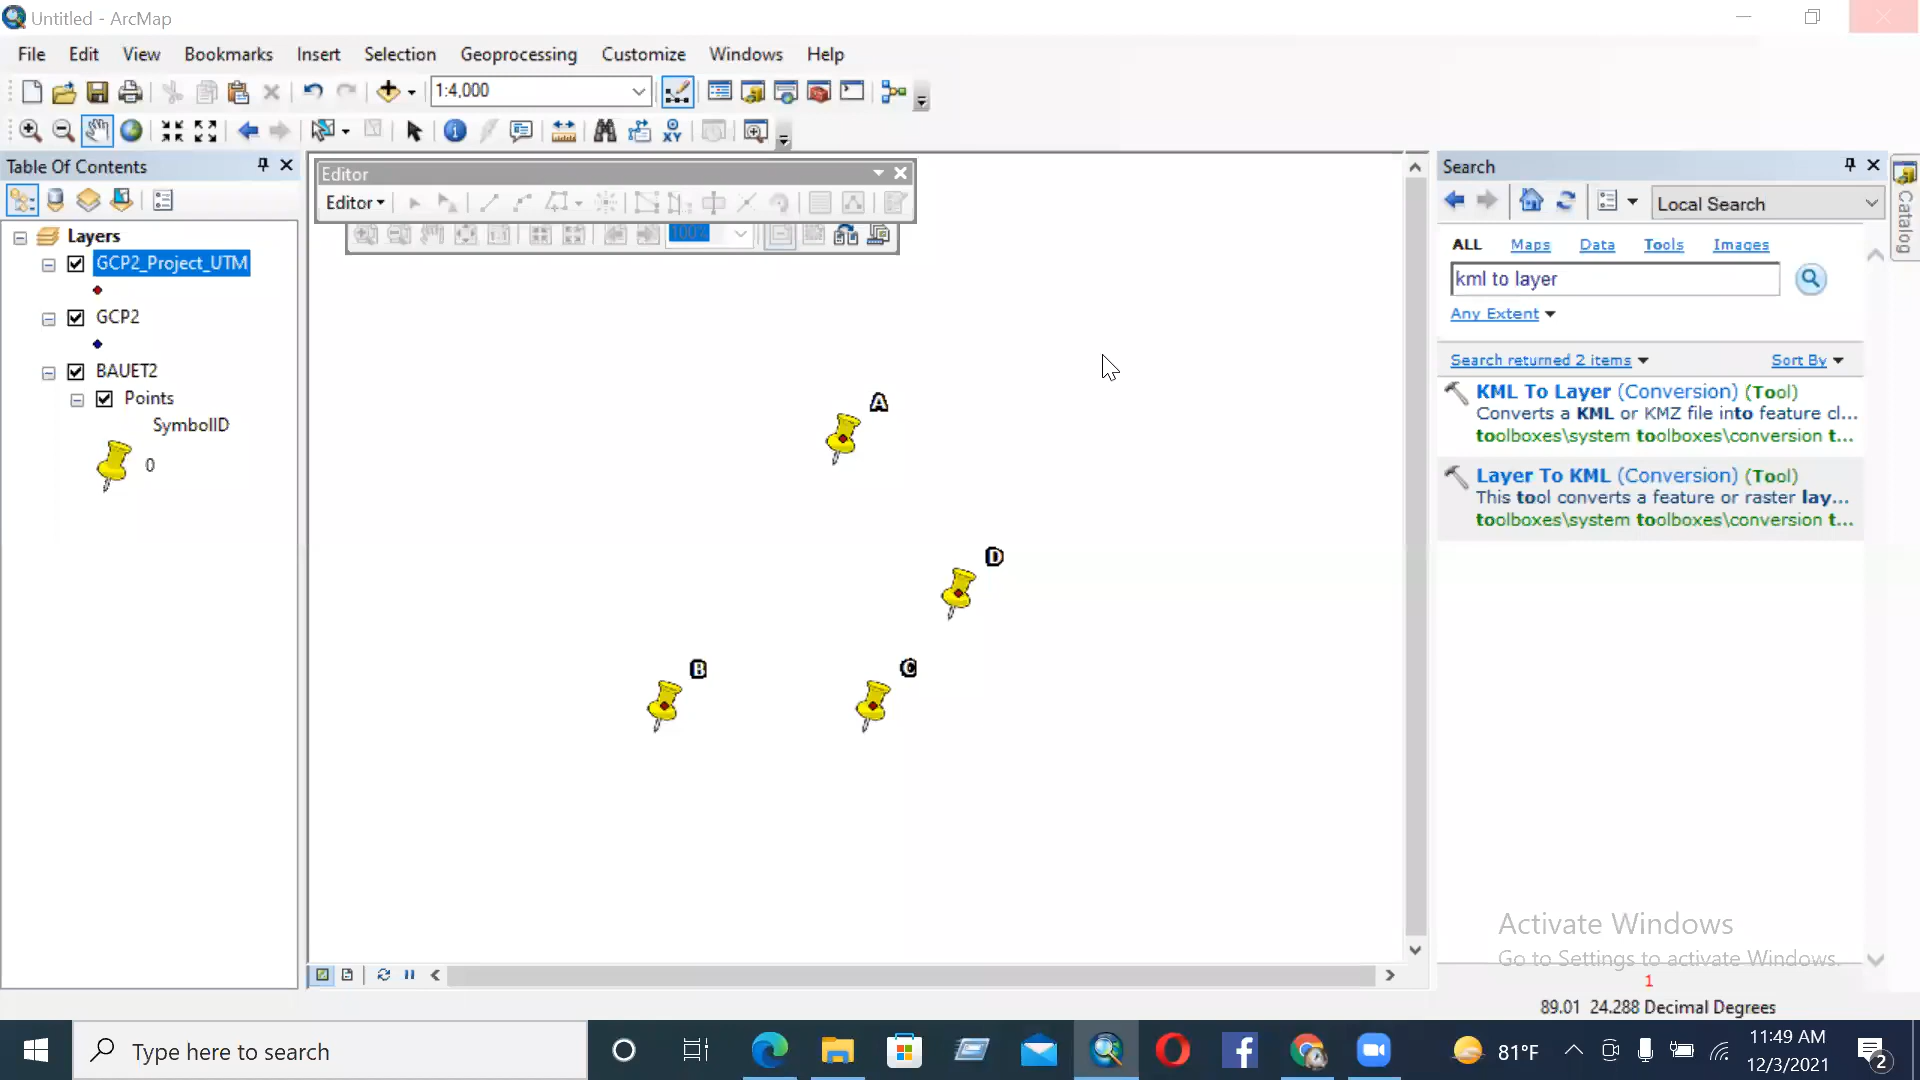 Untitled - ArcMap
File Edit View Bookmarks Insert Selection Geoprocessing Customize Windows Help
1:4,000
XY
Table Of Contents
Layers
GCP2_Project_UTM
GCP2
BAUET2
Points
SymbolID
0
Editor
Editor
100%
A
D
B
C
Search
Local Search
ALL Maps Data Tools Images
kml to layer
Any Extent
Search returned 2 items Sort By
KML To Layer (Conversion) (Tool)
Converts a KML or KMZ file into feature cl...
toolboxes\system toolboxes\conversion t...
Layer To KML (Conversion) (Tool)
This tool converts a feature or raster lay...
toolboxes\system toolboxes\conversion t...
Catalog
Activate Windows
Go to Settings to activate Windows.
1
89.01 24.288 Decimal Degrees
Type here to search
81°F
11:49 AM
12/3/2021
2